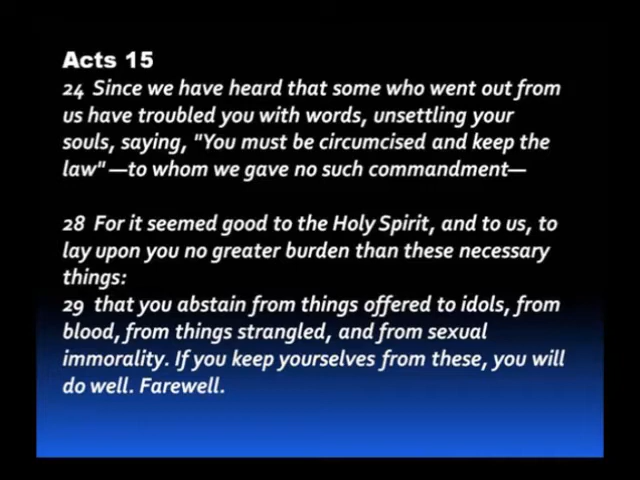 Acts 15
24 Since we have heard that some who went out from
us have troubled you with words, unsettling your
souls, saying, "You must be circumcised and keep the
law" —to whom we gave no such commandment—
28 For it seemed good to the Holy Spirit, and to us, to
lay upon you no greater burden than these necessary
things:
29 that you abstain from things offered to idols, from
blood, from things strangled, and from sexual
immorality. If you keep yourselves from these, you will
do well. Farewell.